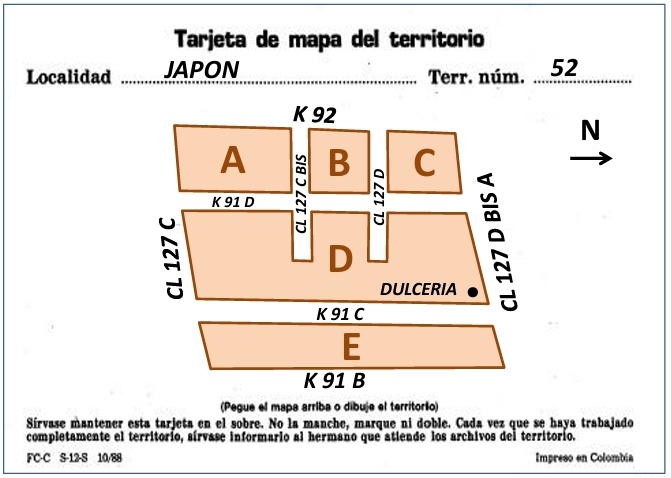 Tarjeta de mapa del territorio
Localidad JAPON Terr. núm. 52
K 92
N
A B C
CL 127 C BIS
CL 127 D
K 91 D
CL 127 C
CL 127 D BIS A
D
DULCERIA
K 91 C
E
K 91 B
(Pegue el mapa arriba o dibuje el territorio)
Sírvase mantener esta tarjeta en el sobre. No la manche, marque ni doble. Cada vez que se haya trabajado
completamente el territorio, sírvase informarlo al hermano que atiende los archivos del territorio.
FC-C S-12-S 10/88 Impreso en Colombia